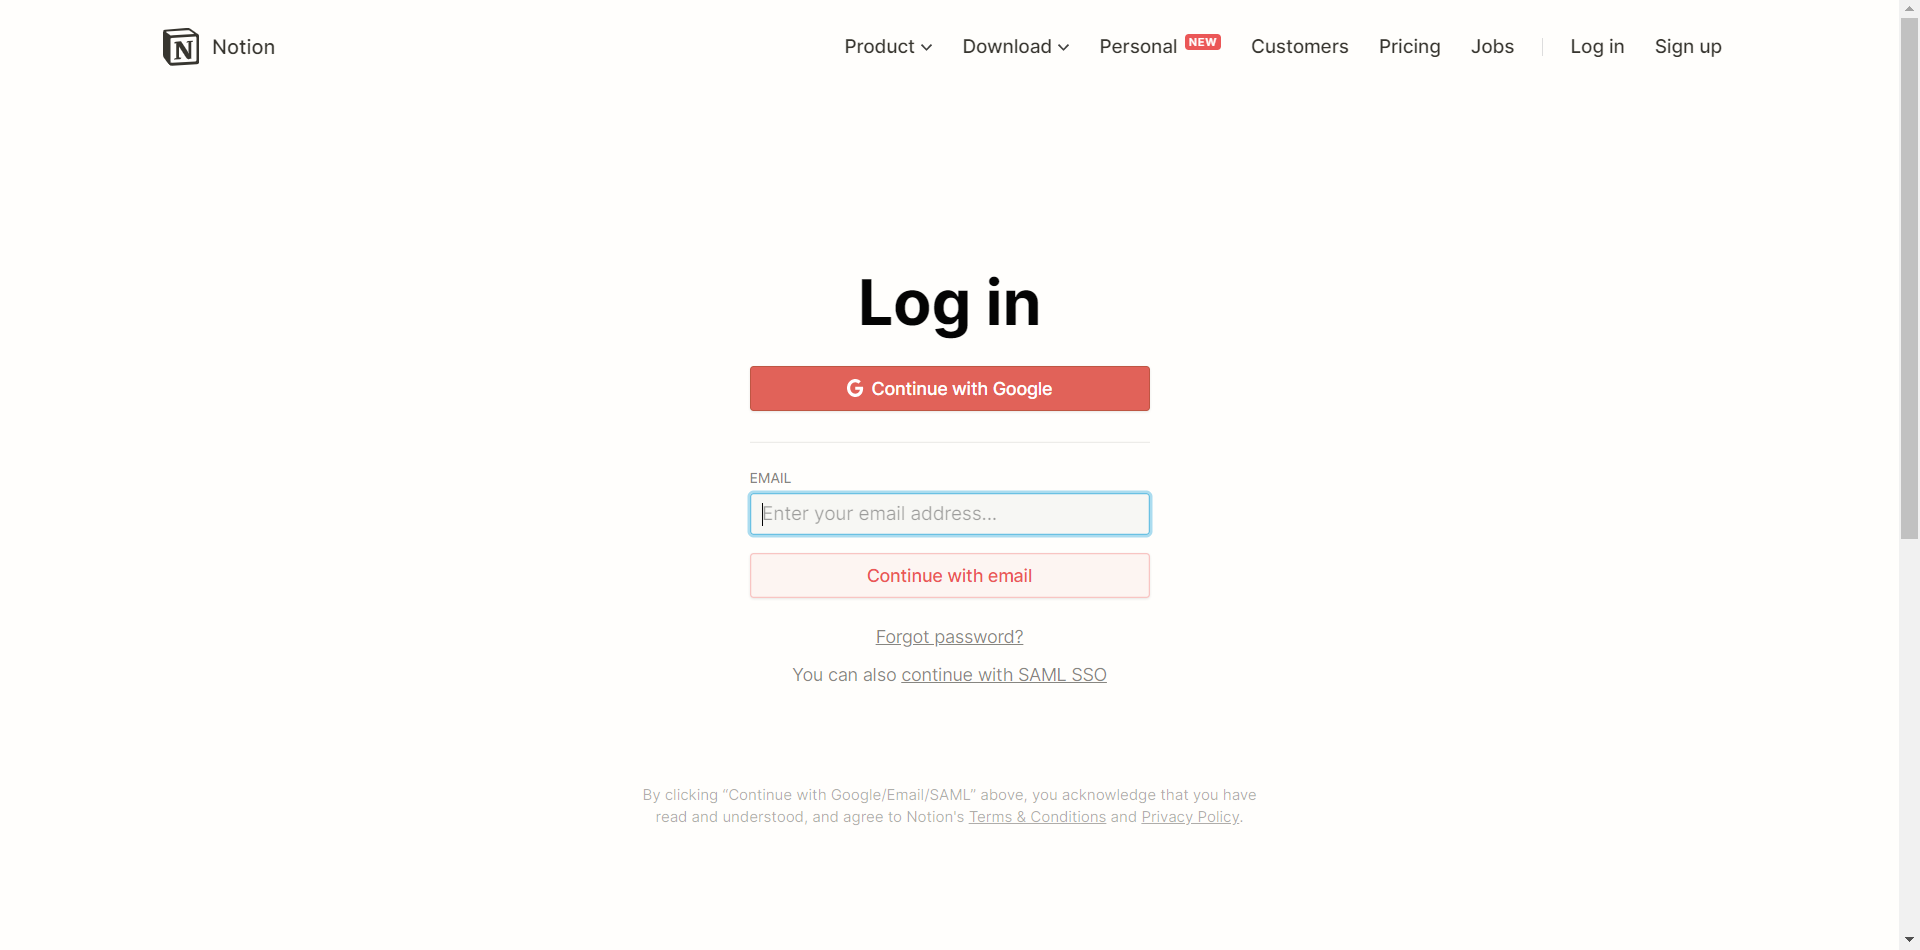 Notion
Product
Download
Personal NEW
Customers
Pricing
Jobs
Log in
Sign up
Log in
Continue with Google
EMAIL
Enter your email address...
Continue with email
Forgot password?
You can also continue with SAML SSO
By clicking “Continue with Google/Email/SAML” above, you acknowledge that you have
read and understood, and agree to Notion's Terms & Conditions and Privacy Policy.